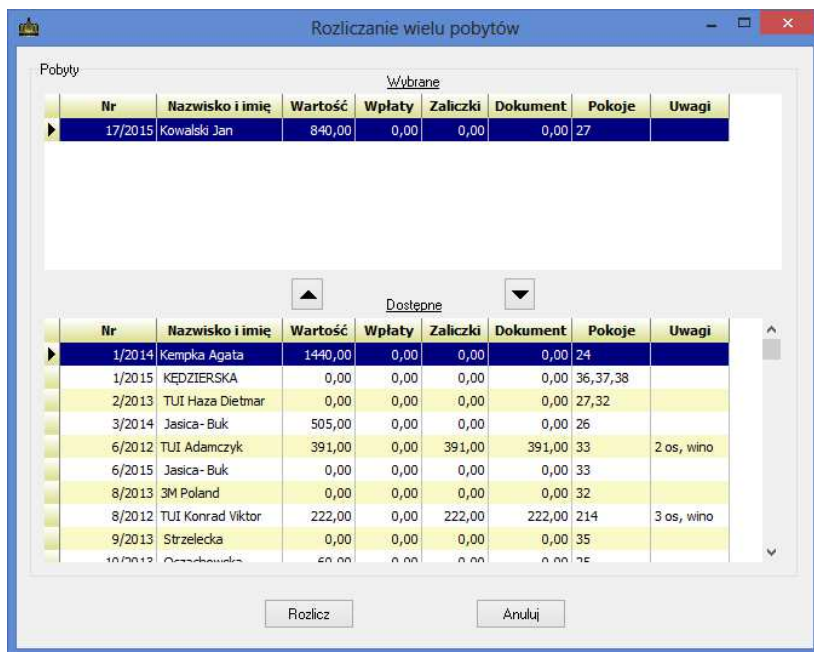 Rozliczanie wielu pobytów
Pobyty
Wybrane
Nr Nazwisko i imię Wartość Wpłaty Zaliczki Dokument Pokoje Uwagi
17/2015 Kowalski Jan 840,00 0,00 0,00 0,00 27
Dostępne
Nr Nazwisko i imię Wartość Wpłaty Zaliczki Dokument Pokoje Uwagi
1/2014 Kempka Agata 1440,00 0,00 0,00 0,00 24
1/2015 KĘDZIERSKA 0,00 0,00 0,00 0,00 36,37,38
2/2013 TUI Haza Dietmar 0,00 0,00 0,00 0,00 27,32
3/2014 Jasica- Buk 505,00 0,00 0,00 0,00 26
6/2012 TUI Adamczyk 391,00 0,00 391,00 391,00 33 2 os, wino
6/2015 Jasica- Buk 0,00 0,00 0,00 0,00 33
8/2013 3M Poland 0,00 0,00 0,00 0,00 32
8/2012 TUI Konrad Viktor 222,00 0,00 222,00 222,00 214 3 os, wino
9/2013 Strzelecka 0,00 0,00 0,00 0,00 35
Rozlicz Anuluj